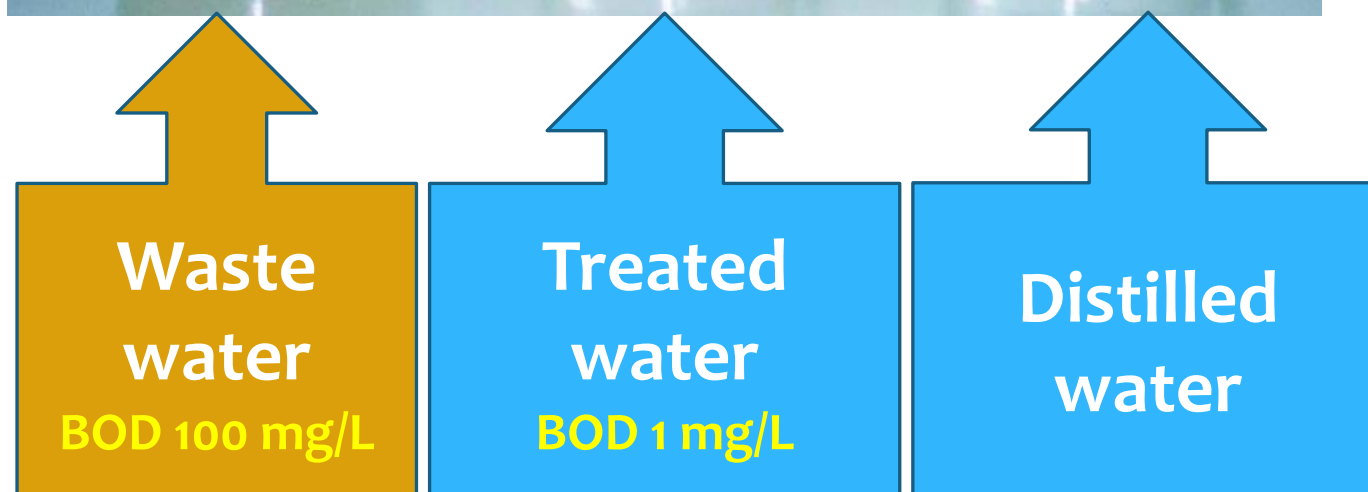 Waste
water
BOD 100 mg/L
Treated
water
BOD 1 mg/L
Distilled
water